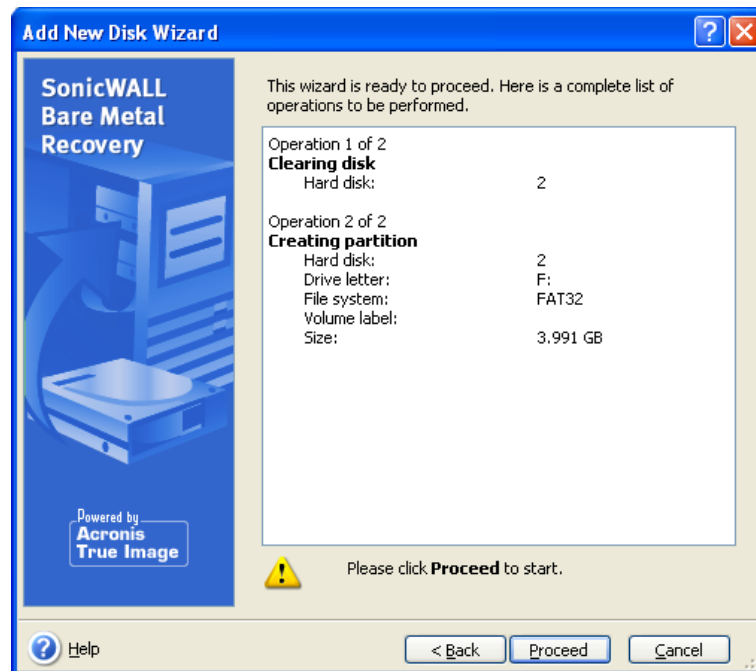 Add New Disk Wizard
SonicWALL
Bare Metal
Recovery
This wizard is ready to proceed. Here is a complete list of
operations to be performed.
Operation 1 of 2
Clearing disk
Hard disk: 2
Operation 2 of 2
Creating partition
Hard disk: 2
Drive letter: F:
File system: FAT32
Volume label:
Size: 3.991 GB
Powered by
Acronis
True Image
Please click Proceed to start.
Help
< Back
Proceed
Cancel